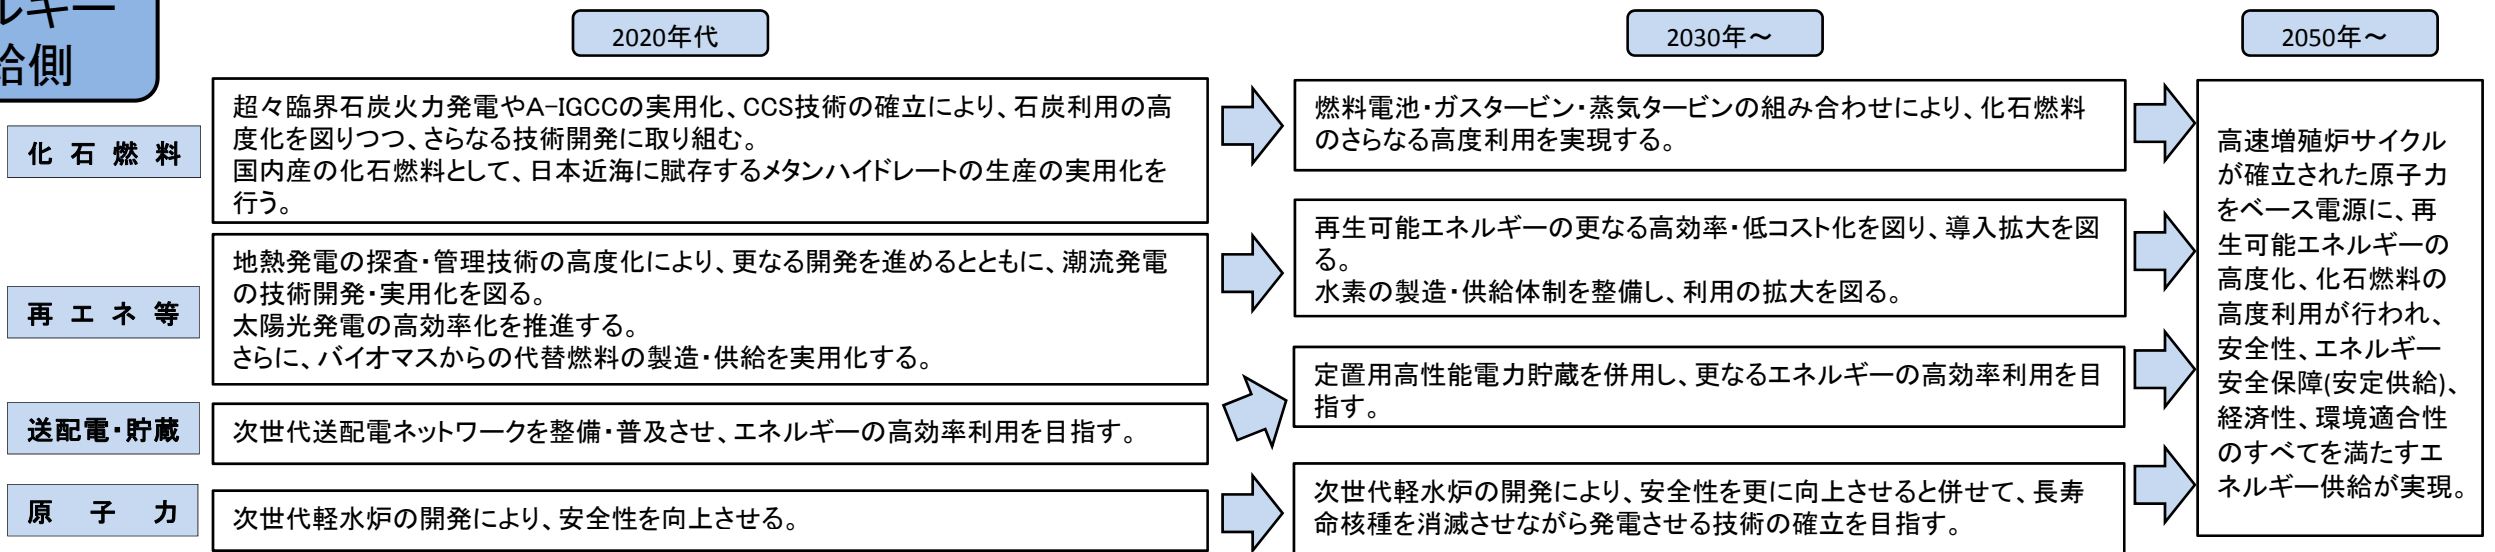 ルギー
給側
2020年代
2030年～
2050年～
化石燃料
超々臨界石炭火力発電やA-IGCCの実用化、CCS技術の確立により、石炭利用の高
度化を図りつつ、さらなる技術開発に取り組む。
国内産の化石燃料として、日本近海に賦存するメタンハイドレートの生産の実用化を
行う。
燃料電池・ガスタービン・蒸気タービンの組み合わせにより、化石燃料
のさらなる高度利用を実現する。
再エネ等
地熱発電の探査・管理技術の高度化により、更なる開発を進めるとともに、潮流発電
の技術開発・実用化を図る。
太陽光発電の高効率化を推進する。
さらに、バイオマスからの代替燃料の製造・供給を実用化する。
再生可能エネルギーの更なる高効率・低コスト化を図り、導入拡大を図
る。
水素の製造・供給体制を整備し、利用の拡大を図る。
送配電・貯蔵
次世代送配電ネットワークを整備・普及させ、エネルギーの高効率利用を目指す。
定置用高性能電力貯蔵を併用し、更なるエネルギーの高効率利用を目
指す。
原子力
次世代軽水炉の開発により、安全性を向上させる。
次世代軽水炉の開発により、安全性を更に向上させると併せて、長寿
命核種を消滅させながら発電させる技術の確立を目指す。
高速増殖炉サイクル
が確立された原子力
をベース電源に、再
生可能エネルギーの
高度化、化石燃料の
高度利用が行われ、
安全性、エネルギー
安全保障(安定供給)、
経済性、環境適合性
のすべてを満たすエ
ネルギー供給が実現。